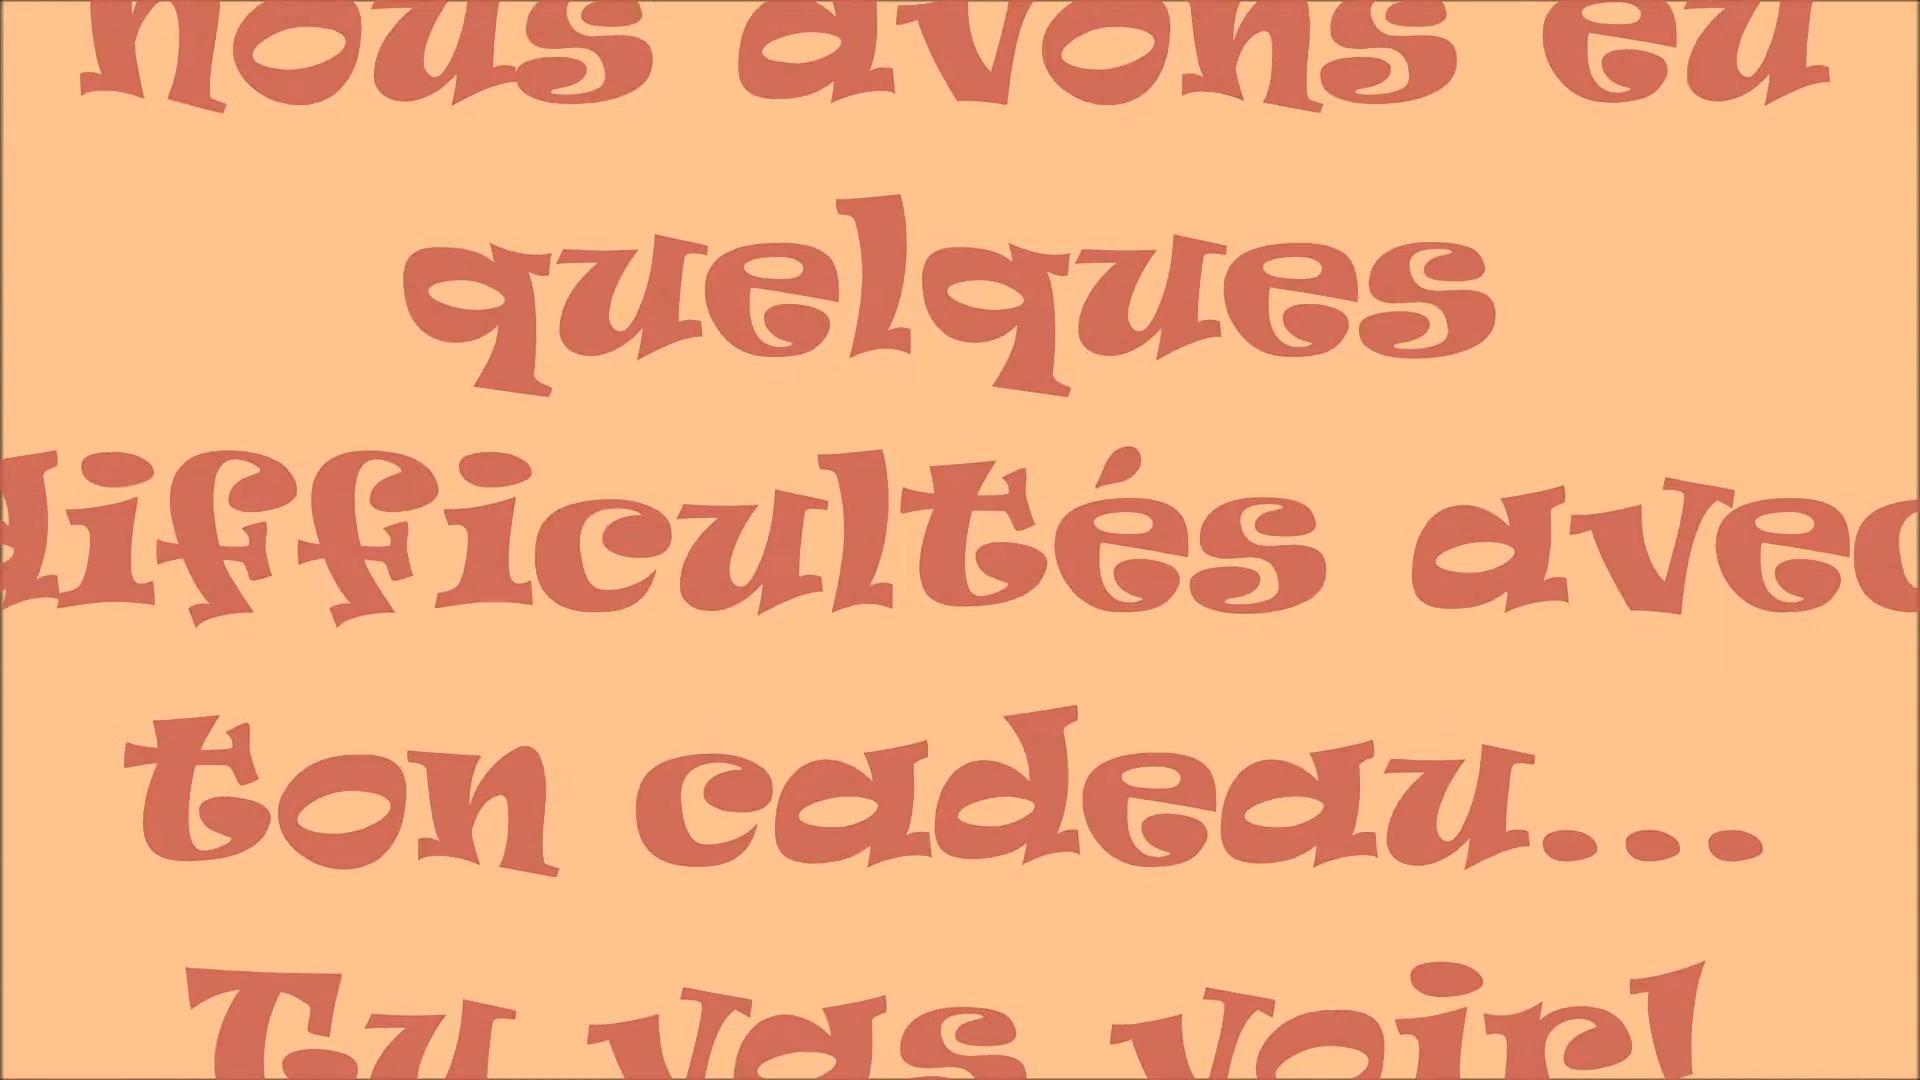 nous avons eu
quelques
difficultés avec
ton cadeau...
Tu vas voir!